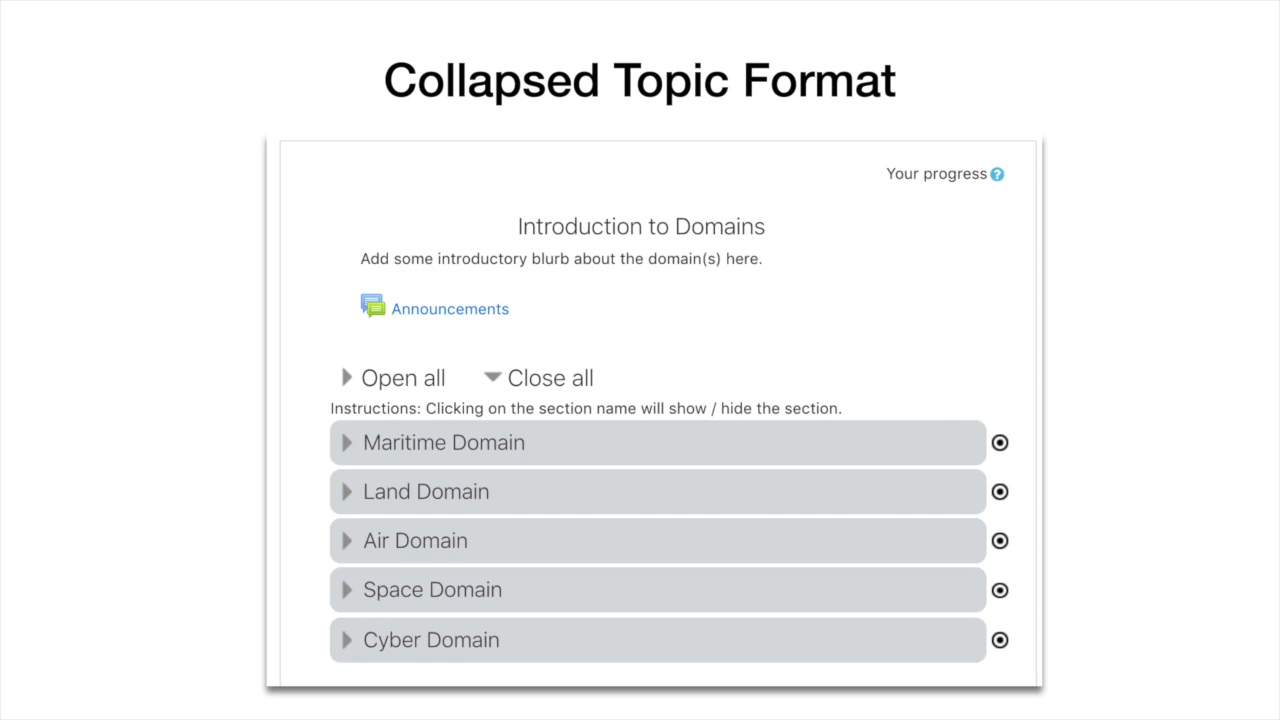 Collapsed Topic Format
Your progress
Introduction to Domains
Add some introductory blurb about the domain(s) here.
Announcements
Open all Close all
Instructions: Clicking on the section name will show / hide the section.
Maritime Domain
Land Domain
Air Domain
Space Domain
Cyber Domain